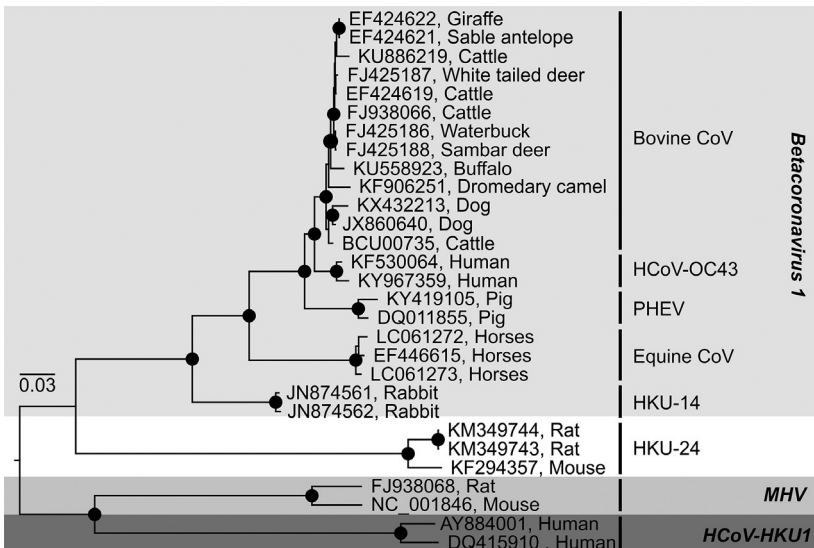 EF424622, Giraffe
EF424621, Sable antelope
KU886219, Cattle
FJ425187, White tailed deer
EF424619, Cattle
FJ938066, Cattle
FJ425186, Waterbuck
FJ425188, Sambar deer
KU558923, Buffalo
KF906251, Dromedary camel
KX432213, Dog
JX860640, Dog
BCU00735, Cattle
Bovine CoV
KF530064, Human
KY967359, Human
HCoV-OC43
KY419105, Pig
DQ011855, Pig
PHEV
LC061272, Horses
EF446615, Horses
LC061273, Horses
Equine CoV
JN874561, Rabbit
JN874562, Rabbit
HKU-14
Betacoronavirus 1
0.03
KM349744, Rat
KM349743, Rat
KF294357, Mouse
HKU-24
FJ938068, Rat
NC_001846, Mouse
MHV
AY884001, Human
DQ415910, Human
HCoV-HKU1